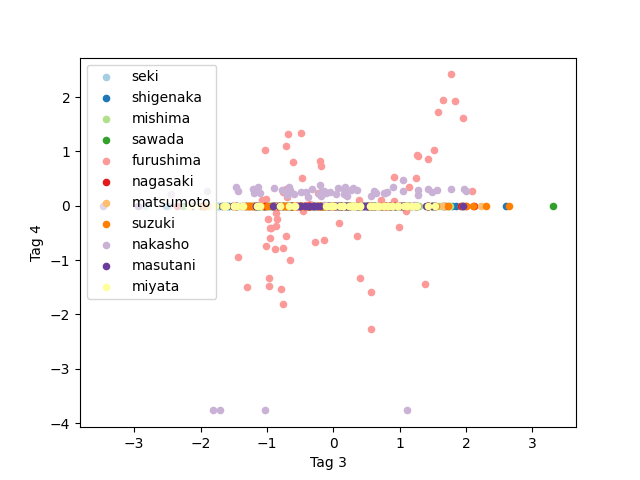 seki
shigenaka
mishima
sawada
furushima
nagasaki
matsumoto
suzuki
nakasho
masutani
miyata
Tag 4
2
1
0
−1
−2
−3
−4
−3 −2 −1 0 1 2 3
Tag 3